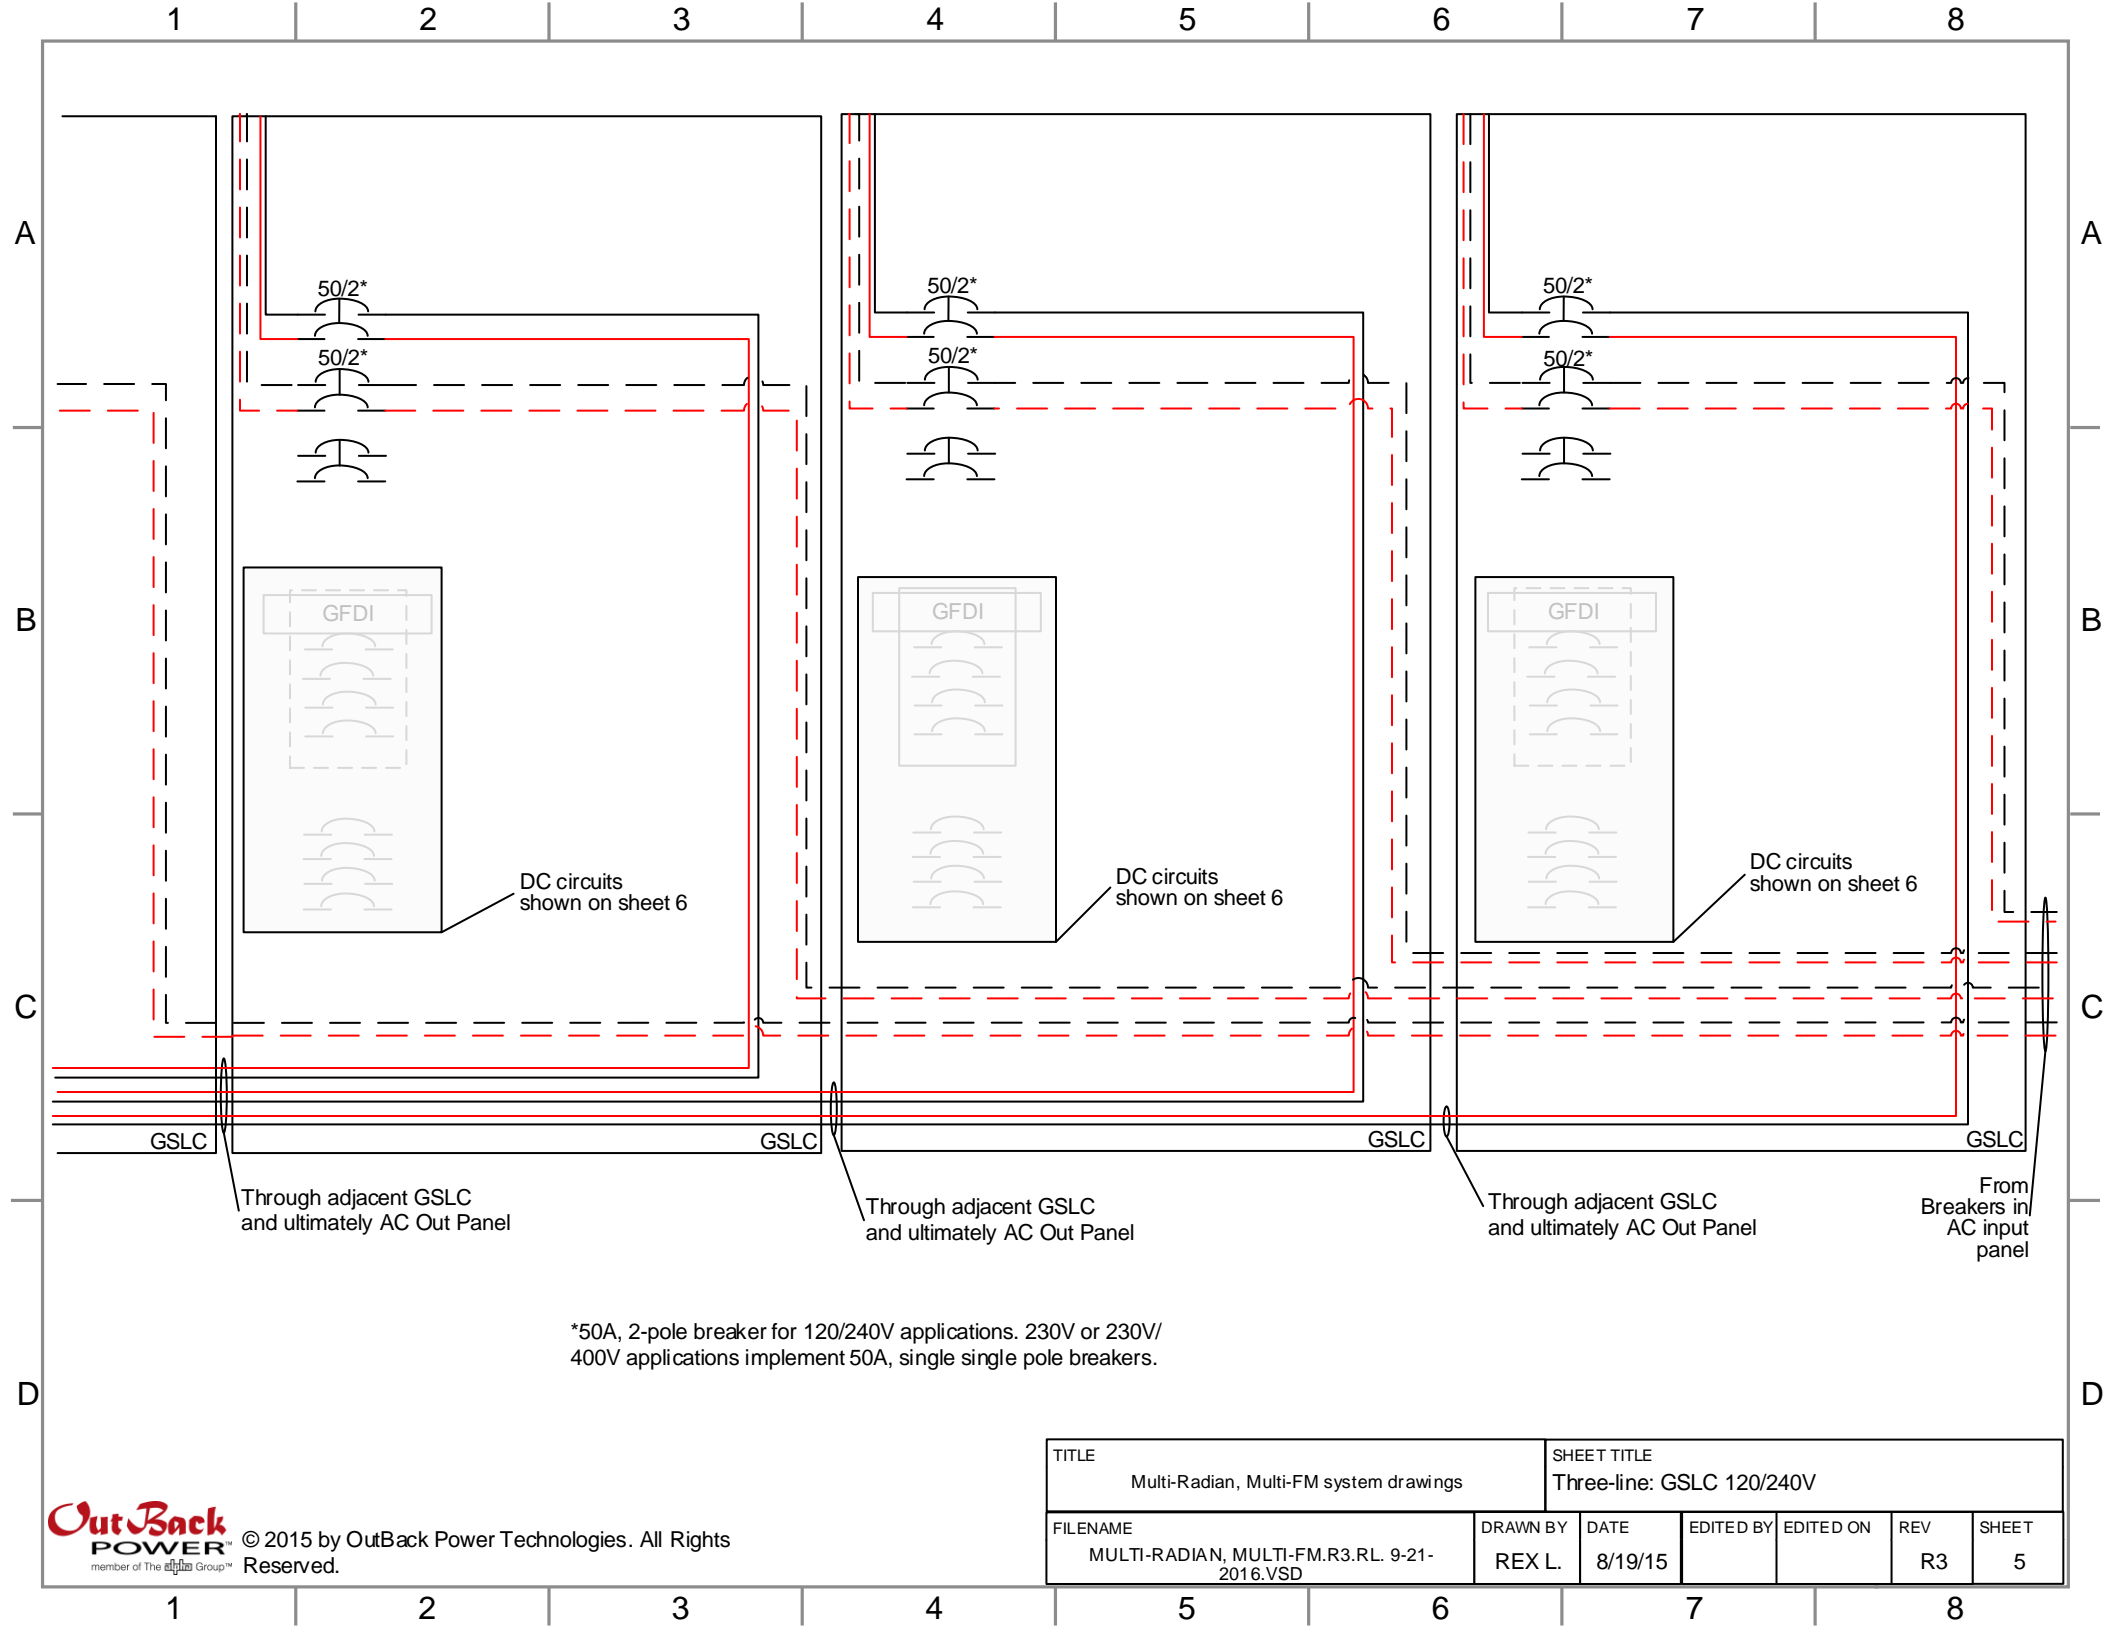 1 2 3 4 5 6 7 8
A A
50/2* 50/2* 50/2*
50/2* 50/2* 50/2*
B B
GFDI GFDI GFDI
DC circuits
shown on sheet 6
DC circuits
shown on sheet 6
DC circuits
shown on sheet 6
C C
GSLC GSLC GSLC GSLC
Through adjacent GSLC
and ultimately AC Out Panel
Through adjacent GSLC
and ultimately AC Out Panel
Through adjacent GSLC
and ultimately AC Out Panel
From
Breakers in
AC input
panel
*50A, 2-pole breaker for 120/240V applications. 230V or 230V/
400V applications implement 50A, single single pole breakers.
D D
OutBack
POWER™
member of The alpha Group™
© 2015 by OutBack Power Technologies. All Rights
Reserved.
TITLE
Multi-Radian, Multi-FM system drawings
SHEET TITLE
Three-line: GSLC 120/240V
FILENAME
MULTI-RADIAN, MULTI-FM.R3.RL. 9-21-
2016.VSD
DRAWN BY
REX L.
DATE
8/19/15
EDITED BY
EDITED ON
REV
R3
SHEET
5
1 2 3 4 5 6 7 8